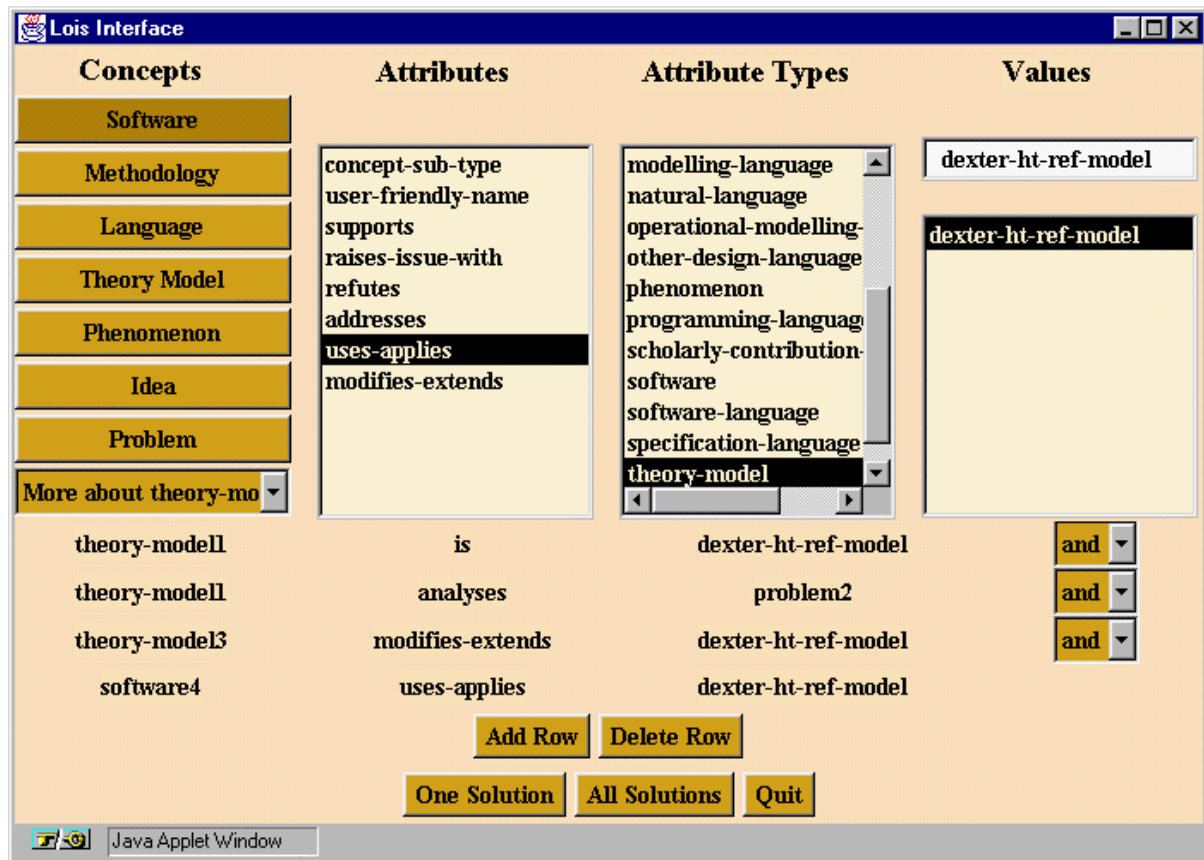 Lois Interface
Concepts
Attributes
Attribute Types
Values
Software
Methodology
Language
Theory Model
Phenomenon
Idea
Problem
More about theory-mo
concept-sub-type
user-friendly-name
supports
raises-issue-with
refutes
addresses
uses-applies
modifies-extends
modelling-language
natural-language
operational-modelling-
other-design-language
phenomenon
programming-languag
scholarly-contribution-
software
software-language
specification-language
theory-model
dexter-ht-ref-model
dexter-ht-ref-model
theory-model1 is dexter-ht-ref-model and
theory-model1 analyses problem2 and
theory-model3 modifies-extends dexter-ht-ref-model and
software4 uses-applies dexter-ht-ref-model
Add Row Delete Row
One Solution All Solutions Quit
Java Applet Window